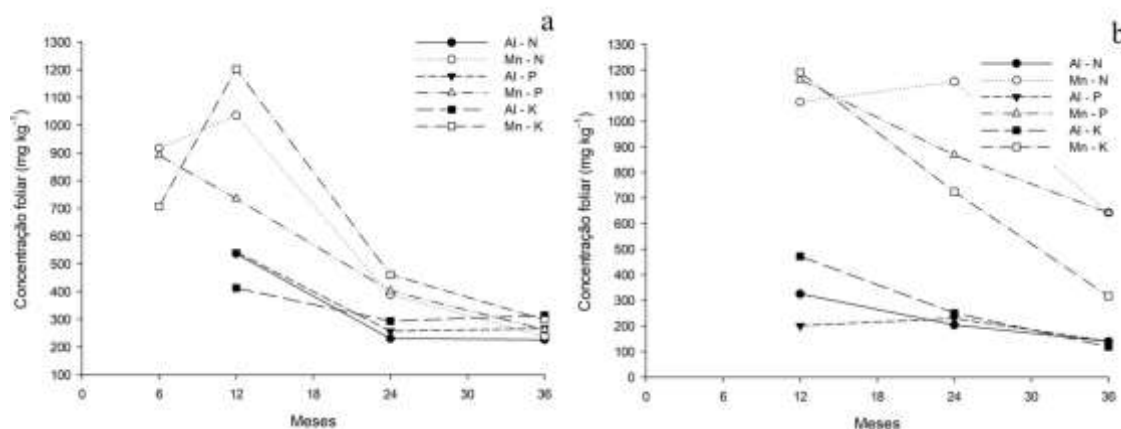 a
Al - N
Mn - N
Al - P
Mn - P
Al - K
Mn - K
Concentração foliar (mg kg⁻¹)
1300
1200
1100
1000
900
800
700
600
500
400
300
200
100
0 6 12 18 24 30 36
Meses
b
Al - N
Mn - N
Al - P
Mn - P
Al - K
Mn - K
Concentração foliar (mg kg⁻¹)
1300
1200
1100
1000
900
800
700
600
500
400
300
200
100
0
0 6 12 18 24 30 36
Meses